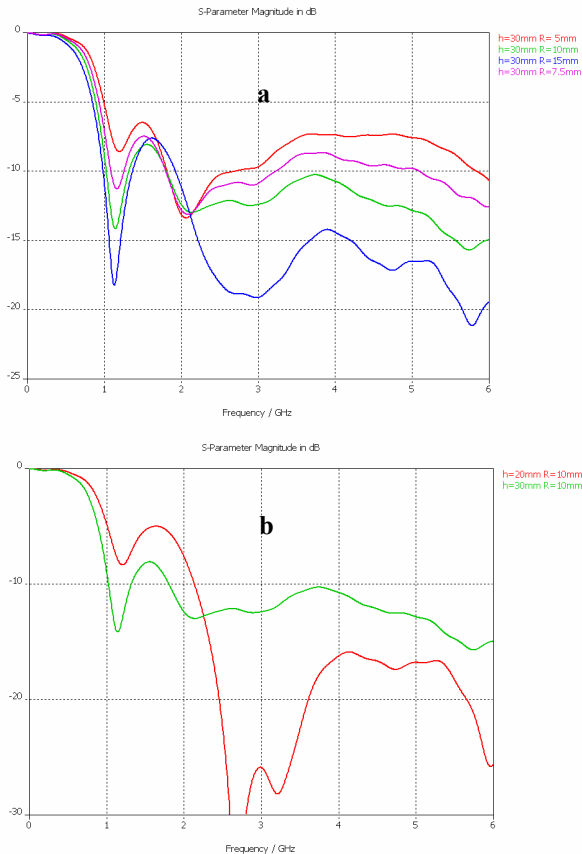 S-Parameter Magnitude in dB
0
-5
-10
-15
-20
-25
0 1 2 3 4 5 6
Frequency / GHz
h=30mm R= 5mm
h=30mm R=10mm
h=30mm R=15mm
h=30mm R=7.5mm
a
S-Parameter Magnitude in dB
0
-10
-20
-30
0 1 2 3 4 5 6
Frequency / GHz
h=20mm R=10mm
h=30mm R=10mm
b